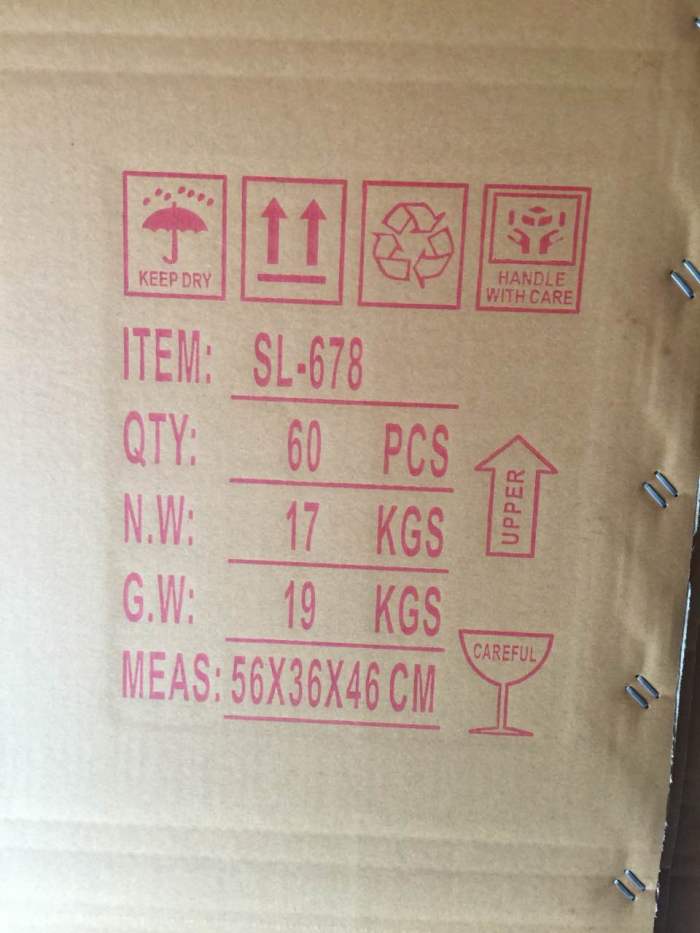 KEEP DRY
HANDLE
WITH CARE
ITEM: SL-678
QTY: 60 PCS
N.W: 17 KGS
G.W: 19 KGS
MEAS: 56X36X46 CM
UPPER
CAREFUL